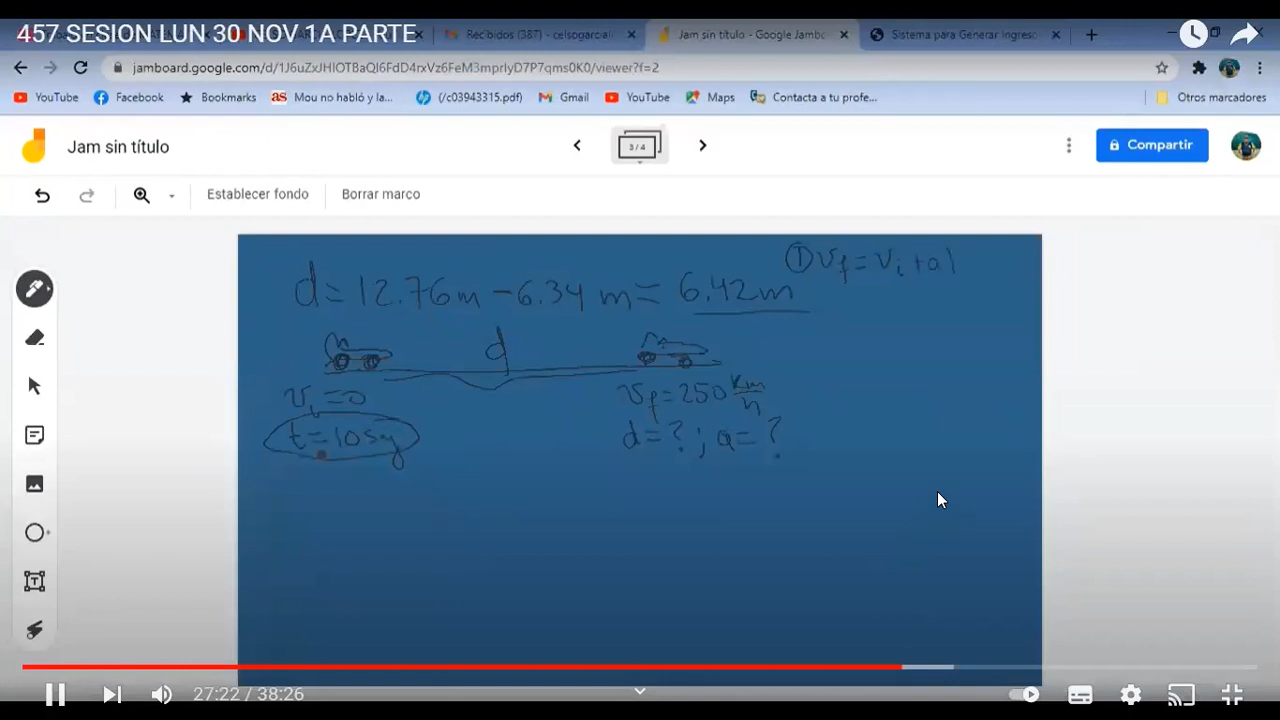 457 SESION LUN 30 NOV 1A PARTE
Recibidos (387) - celsogarcial
Jam sin título - Google Jambo
Sistema para Generar Ingreso
jamboard.google.com/d/1J6uZxJHlOTBaQl6FdD4rxVz6FeM3mprlyD7P7qms0K0/viewer?f=2
YouTube
Facebook
Bookmarks
as Mou no habló y la...
(/c03943315.pdf)
Gmail
YouTube
Maps
Contacta a tu profe...
Otros marcadores
Jam sin título
3 / 4
Compartir
Establecer fondo
Borrar marco
① vf = vi + a
d = 12.76 m - 6.34 m = 6.42 m
d
vi = 0
vf = 250 km/h
t = 10 sg
d = ? ; a = ?
27:22 / 38:26